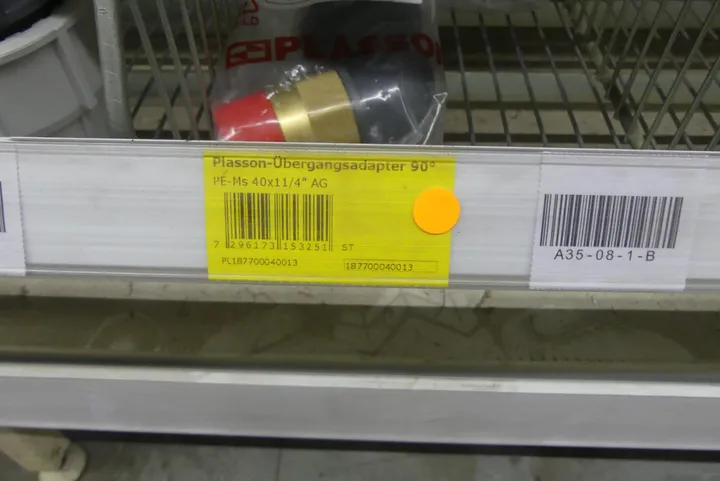 PLASSON
Plasson-Übergangsadapter 90°
PE-Ms 40x11/4" AG
7 296173 153251 ST
PL187700040013
187700040013
A35-08-1-B